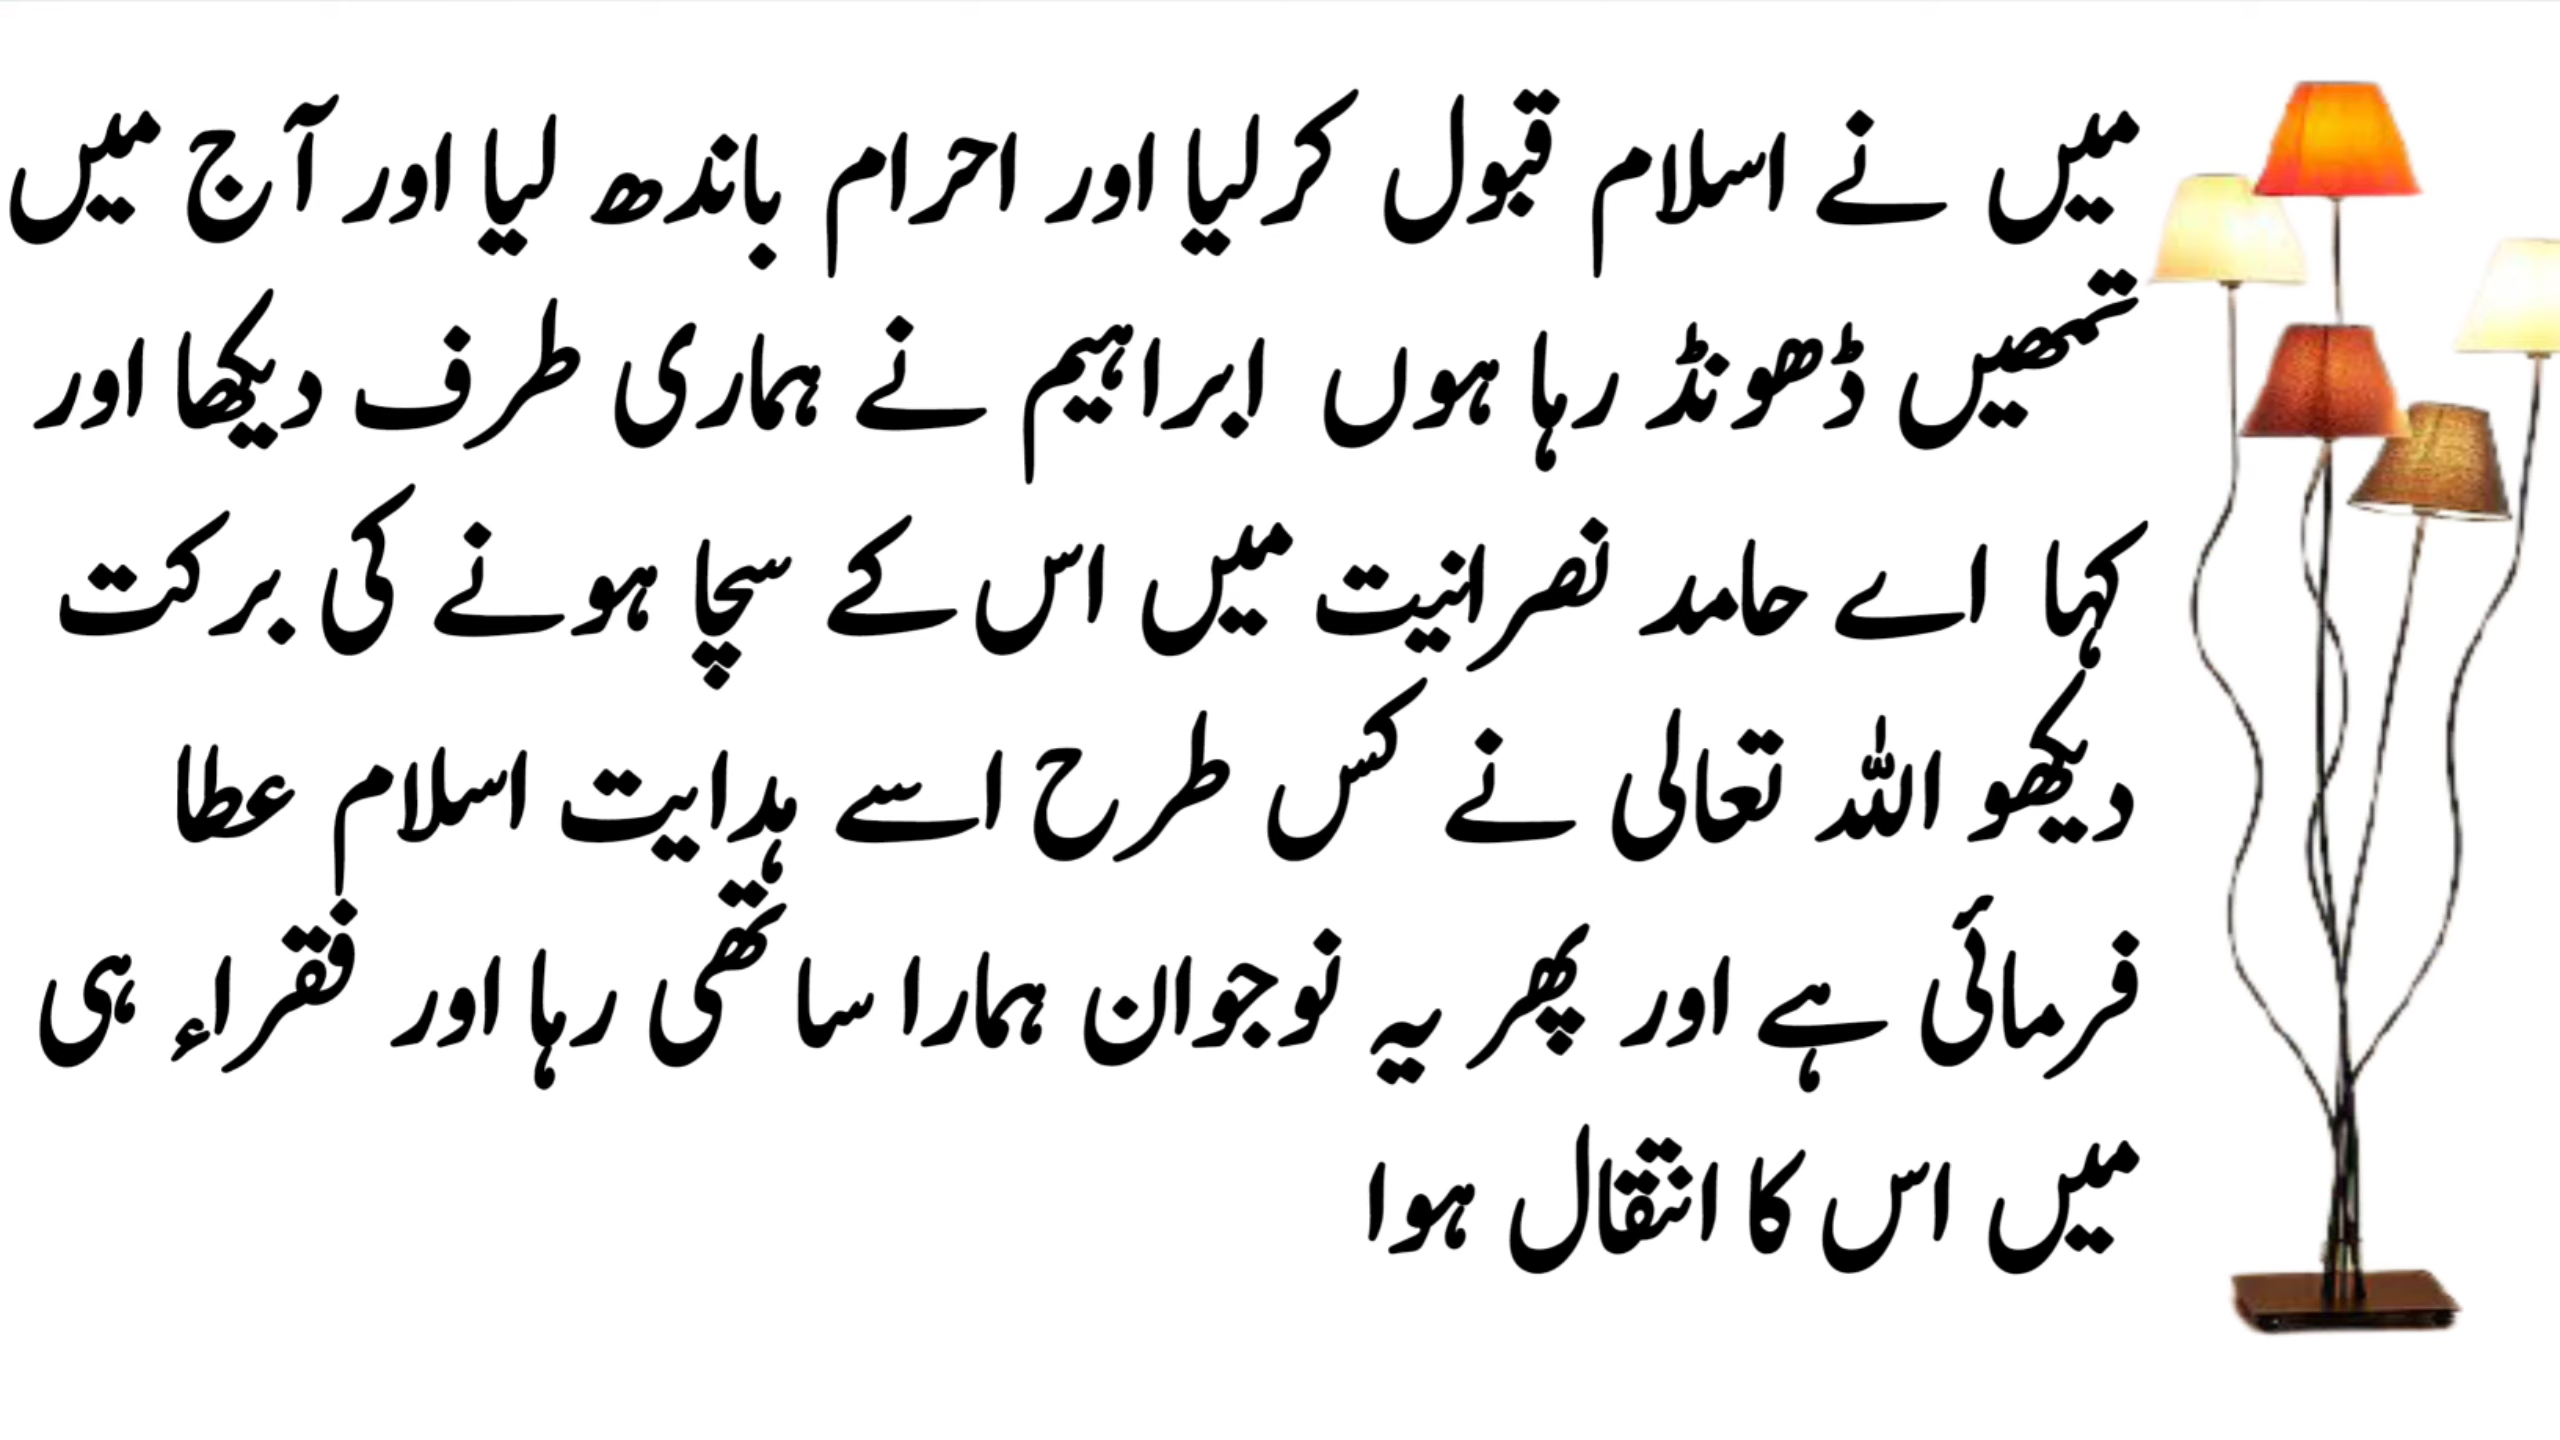 میں نے اسلام قبول کرلیا اور احرام باندھ لیا اور آج میں
تمھیں ڈھونڈ رہا ہوں ابراہیم نے ہماری طرف دیکھا اور
کہا اے حامد نصرانیت میں اس کے سچا ہونے کی برکت
دیکھو اللہ تعالی نے کس طرح اسے ہدایت اسلام عطا
فرمائی ہے اور پھر یہ نوجوان ہمارا ساتھی رہا اور فقراء ہی
میں اس کا انتقال ہوا